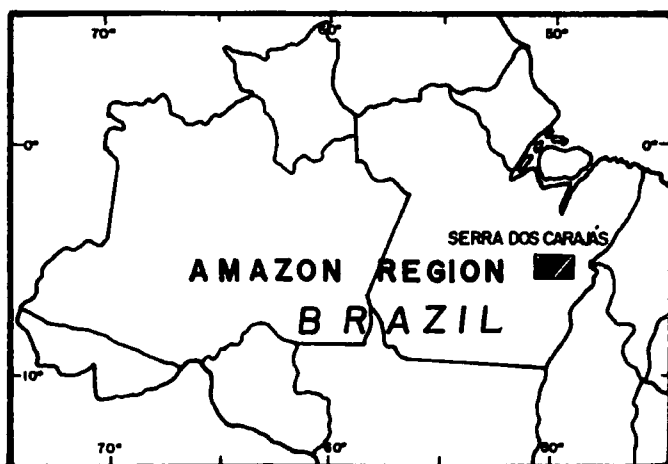 70° 60° 50°
0° 0°
SERRA DOS CARAJÁS
AMAZON REGION
BRAZIL
10°
70° 60° 50°